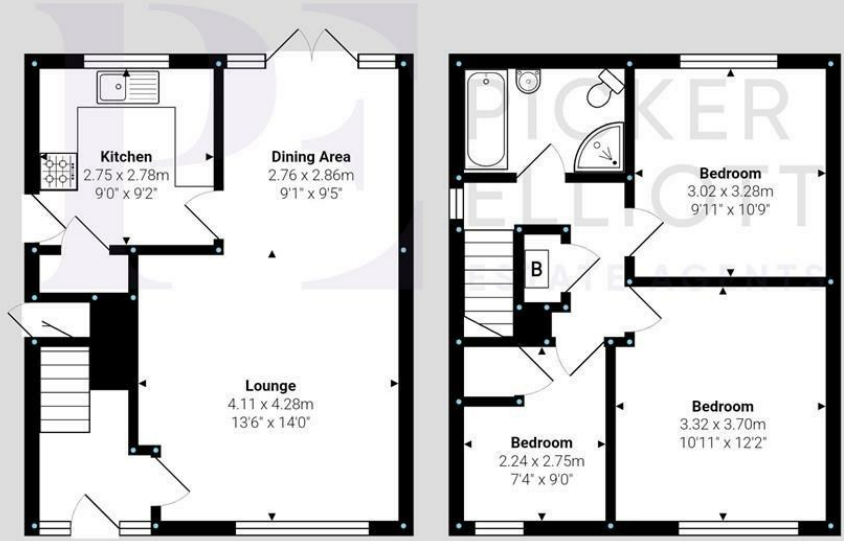 PE
PICKER
ELLIOTT
ESTATE AGENTS
Kitchen
2.75 x 2.78m
9'0" x 9'2"
Dining Area
2.76 x 2.86m
9'1" x 9'5"
Lounge
4.11 x 4.28m
13'6" x 14'0"
Bedroom
3.02 x 3.28m
9'11" x 10'9"
B
Bedroom
3.32 x 3.70m
10'11" x 12'2"
Bedroom
2.24 x 2.75m
7'4" x 9'0"